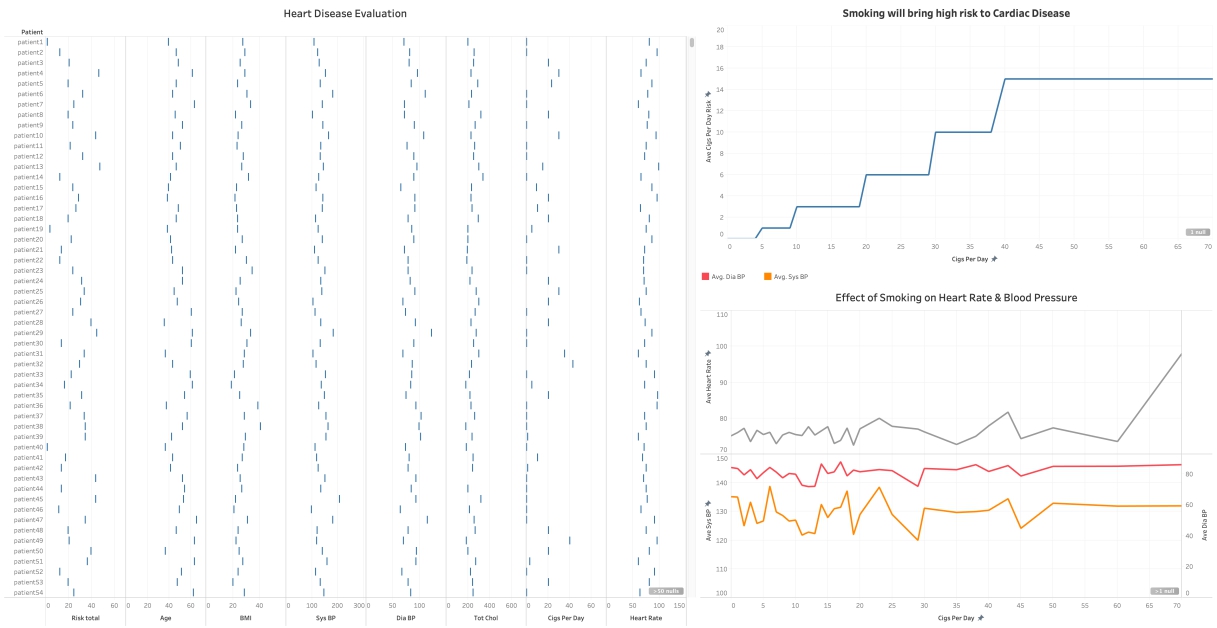 Heart Disease Evaluation
Patient
patient1
patient2
patient3
patient4
patient5
patient6
patient7
patient8
patient9
patient10
patient11
patient12
patient13
patient14
patient15
patient16
patient17
patient18
patient19
patient20
patient21
patient22
patient23
patient24
patient25
patient26
patient27
patient28
patient29
patient30
patient31
patient32
patient33
patient34
patient35
patient36
patient37
patient38
patient39
patient40
patient41
patient42
patient43
patient44
patient45
patient46
patient47
patient48
patient49
patient50
patient51
patient52
patient53
patient54
>50 nulls
0 20 40 60 0 20 40 60 0 20 40 0 100 200 300 0 50 100 0 200 400 600 0 20 40 60 0 50 100 150
Risk total Age BMI Sys BP Dia BP Tot Chol Cigs Per Day Heart Rate
Smoking will bring high risk to Cardiac Disease
20
18
16
14
12
10
8
6
4
2
0
Ave Cigs Per Day Risk
1 null
0 5 10 15 20 25 30 35 40 45 50 55 60 65 70
Cigs Per Day
Avg. Dia BP Avg. Sys BP
Effect of Smoking on Heart Rate & Blood Pressure
110
100
90
80
70
Ave Heart Rate
150
140
130
120
110
100
Ave Sys BP
80
60
40
20
0
Ave Dia BP
>1 null
0 5 10 15 20 25 30 35 40 45 50 55 60 65 70
Cigs Per Day